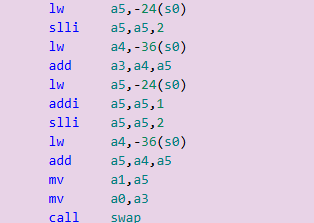 lw a5,-24(s0)
slli a5,a5,2
lw a4,-36(s0)
add a3,a4,a5
lw a5,-24(s0)
addi a5,a5,1
slli a5,a5,2
lw a4,-36(s0)
add a5,a4,a5
mv a1,a5
mv a0,a3
call swap